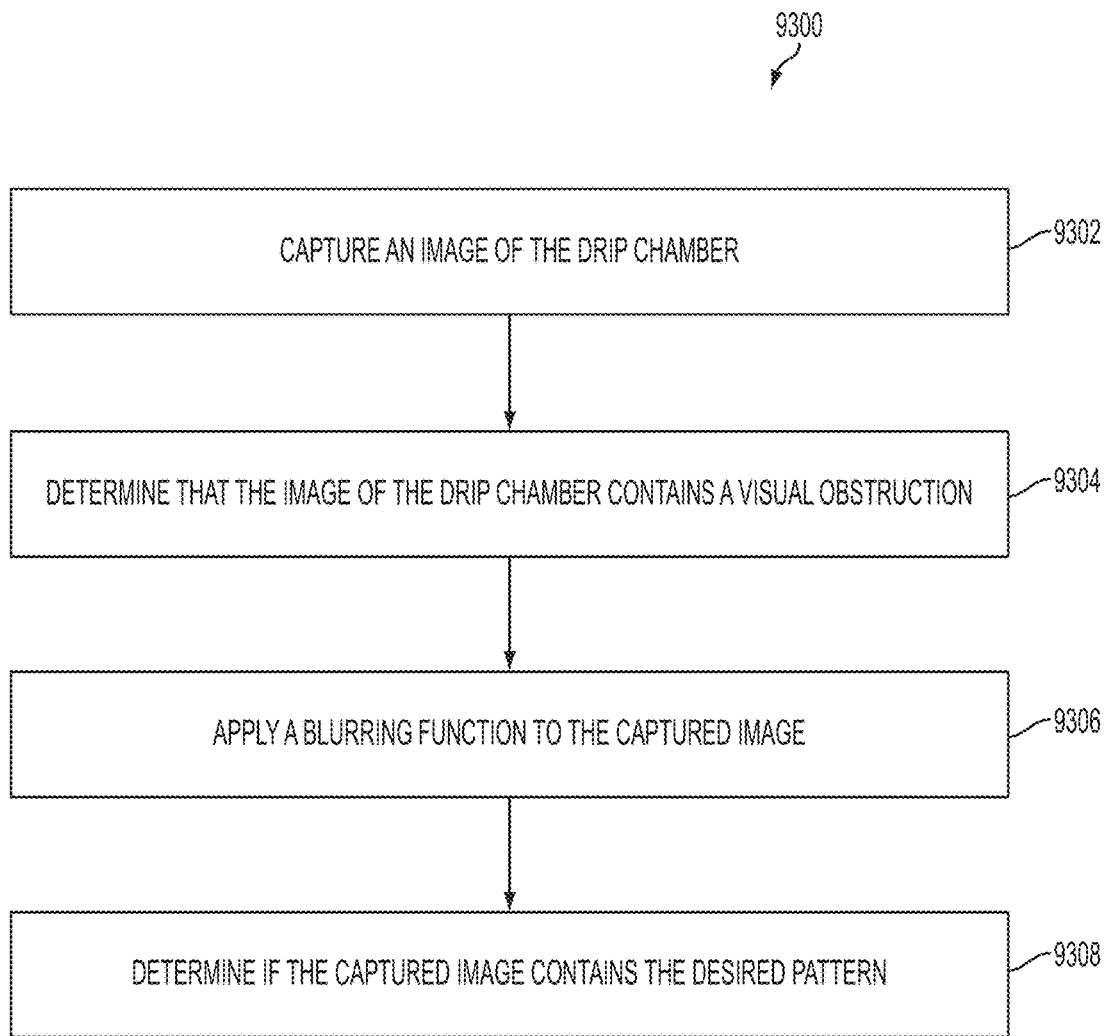 9300
CAPTURE AN IMAGE OF THE DRIP CHAMBER
9302
DETERMINE THAT THE IMAGE OF THE DRIP CHAMBER CONTAINS A VISUAL OBSTRUCTION
9304
APPLY A BLURRING FUNCTION TO THE CAPTURED IMAGE
9306
DETERMINE IF THE CAPTURED IMAGE CONTAINS THE DESIRED PATTERN
9308